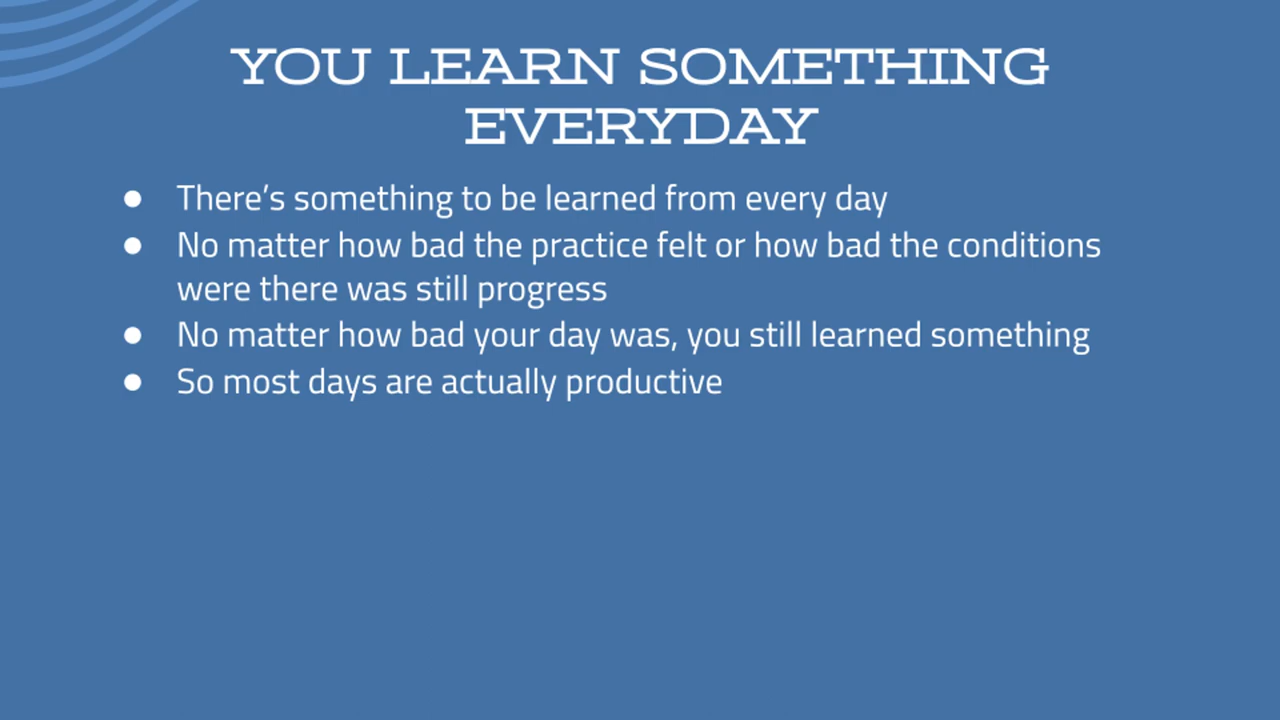 YOU LEARN SOMETHING
EVERYDAY
● There’s something to be learned from every day
● No matter how bad the practice felt or how bad the conditions
were there was still progress
● No matter how bad your day was, you still learned something
● So most days are actually productive